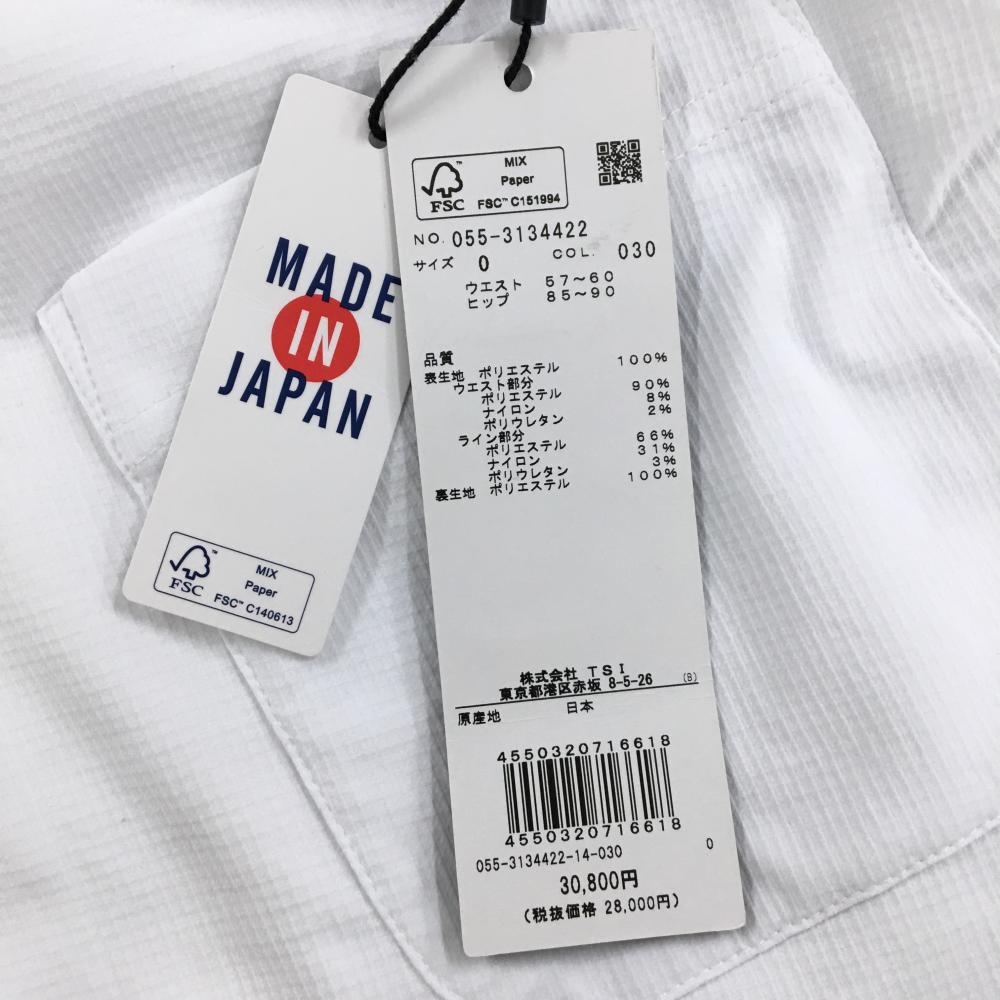 MADE
IN
JAPAN
FSC™
MIX
Paper
FSC™ C140613
FSC™
MIX
Paper
FSC™ C151994
NO. 055-3134422
サイズ 0 COL. 030
ウエスト 57～60
ヒップ 85～90
品質
表生地 ポリエステル 100%
ウエスト部分
ポリエステル 90%
ナイロン 8%
ポリウレタン 2%
ライン部分
ポリエステル 66%
ナイロン 31%
ポリウレタン 3%
裏生地 ポリエステル 100%
株式会社 TSI
東京都港区赤坂 8-5-26 (B)
原産地 日本
4550320716618
4550320716618
055-3134422-14-030 0
30,800円
(税抜価格 28,000円)